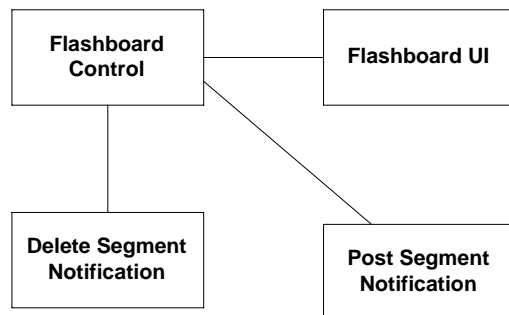 Flashboard
Control
Flashboard UI
Delete Segment
Notification
Post Segment
Notification